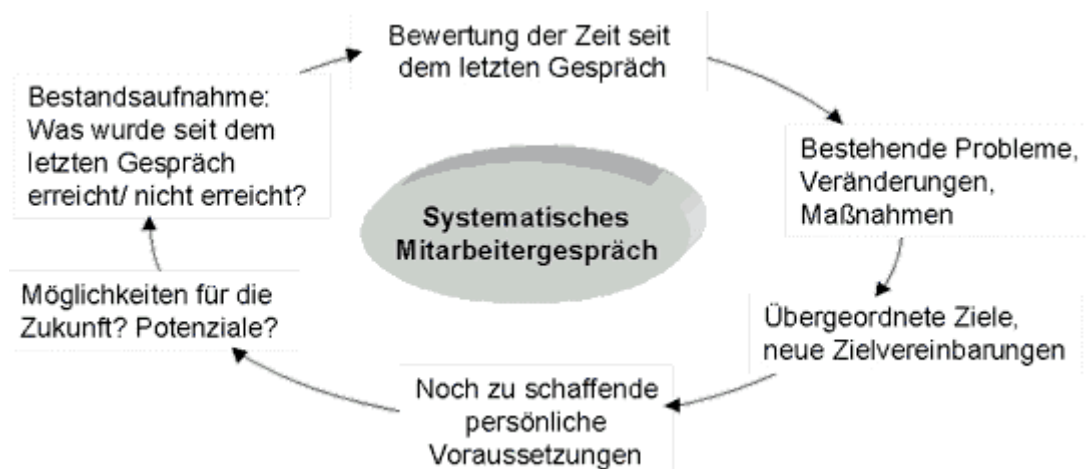 Bewertung der Zeit seit
dem letzten Gespräch
Bestehende Probleme,
Veränderungen,
Maßnahmen
Übergeordnete Ziele,
neue Zielvereinbarungen
Noch zu schaffende
persönliche
Voraussetzungen
Möglichkeiten für die
Zukunft? Potenziale?
Bestandsaufnahme:
Was wurde seit dem
letzten Gespräch
erreicht/ nicht erreicht?
Systematisches
Mitarbeitergespräch